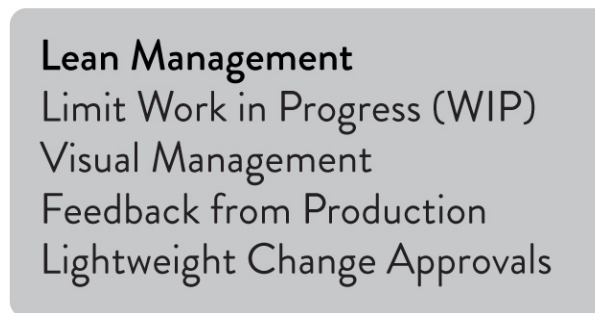 Lean Management
Limit Work in Progress (WIP)
Visual Management
Feedback from Production
Lightweight Change Approvals